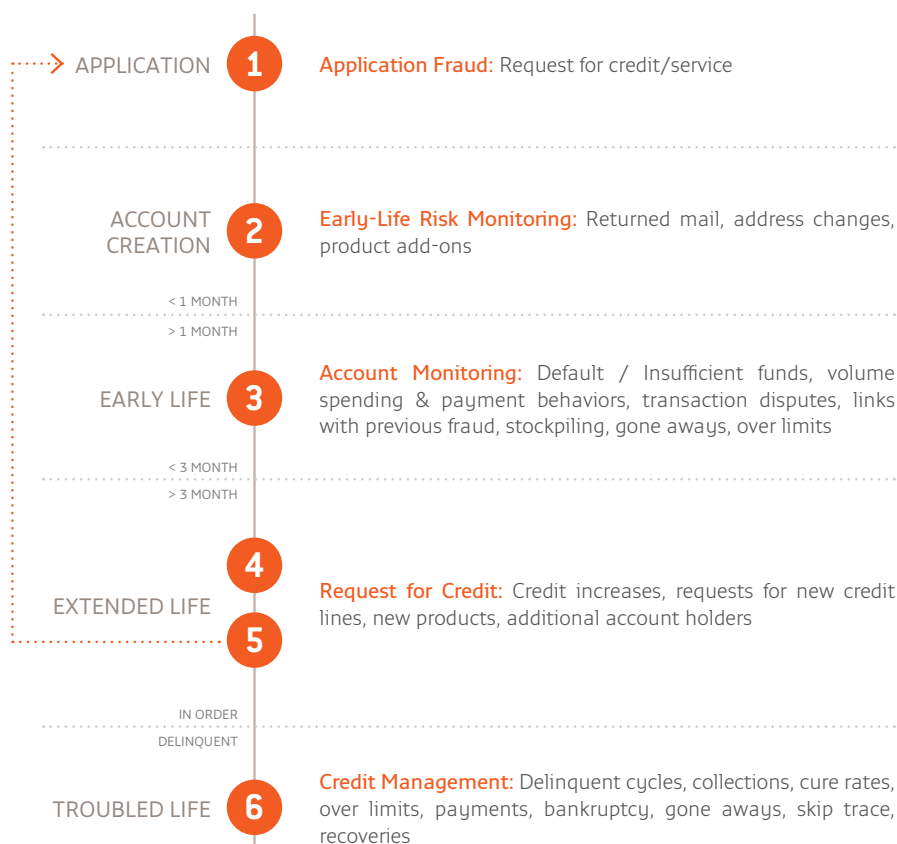 APPLICATION
1
Application Fraud: Request for credit/service
ACCOUNT
CREATION
2
Early-Life Risk Monitoring: Returned mail, address changes,
product add-ons
< 1 MONTH
> 1 MONTH
EARLY LIFE
3
Account Monitoring: Default / Insufficient funds, volume
spending & payment behaviors, transaction disputes, links
with previous fraud, stockpiling, gone aways, over limits
< 3 MONTH
> 3 MONTH
4
EXTENDED LIFE
5
Request for Credit: Credit increases, requests for new credit
lines, new products, additional account holders
IN ORDER
DELINQUENT
TROUBLED LIFE
6
Credit Management: Delinquent cycles, collections, cure rates,
over limits, payments, bankruptcy, gone aways, skip trace,
recoveries